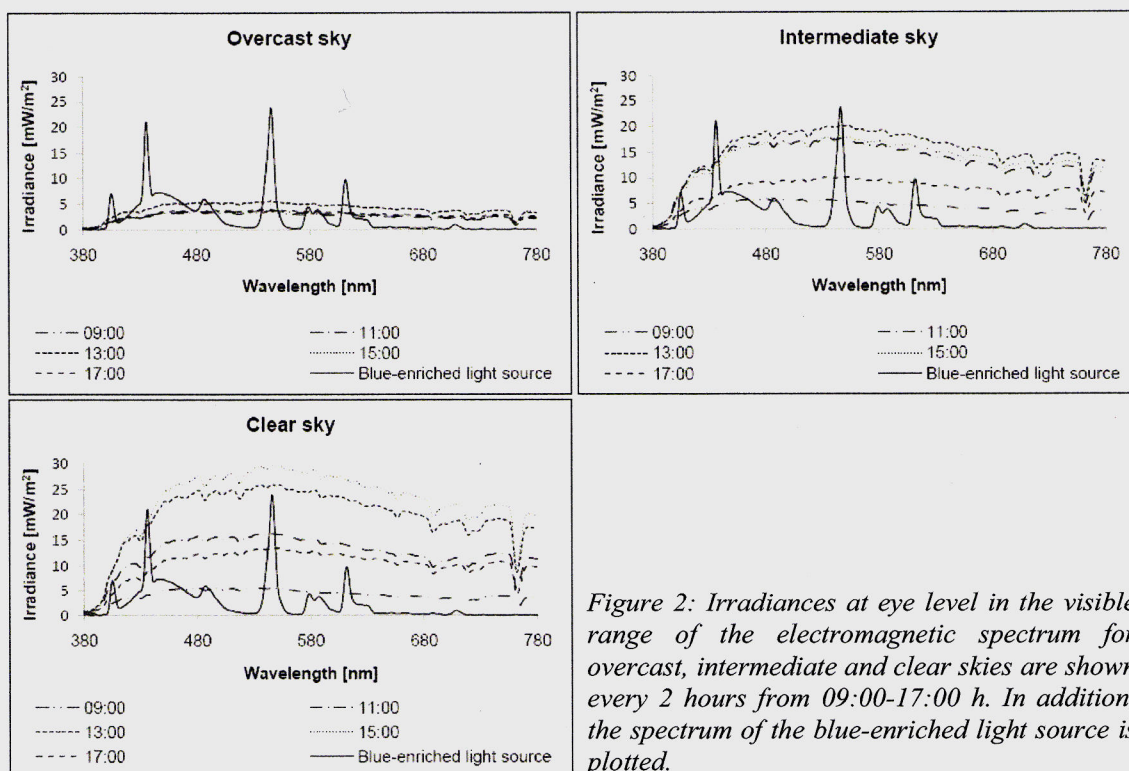 Overcast sky
Irradiance [mW/m²]
30
25
20
15
10
5
0
380 480 580 680 780
Wavelength [nm]
09:00 11:00
13:00 15:00
17:00 Blue-enriched light source
Intermediate sky
Irradiance [mW/m²]
30
25
20
15
10
5
0
380 480 580 680 780
Wavelength [nm]
09:00 11:00
13:00 15:00
17:00 Blue-enriched light source
Clear sky
Irradiance [mW/m²]
30
25
20
15
10
5
0
380 480 580 680 780
Wavelength [nm]
09:00 11:00
13:00 15:00
17:00 Blue-enriched light source
Figure 2: Irradiances at eye level in the visible
range of the electromagnetic spectrum for
overcast, intermediate and clear skies are shown
every 2 hours from 09:00-17:00 h. In addition
the spectrum of the blue-enriched light source is
plotted.